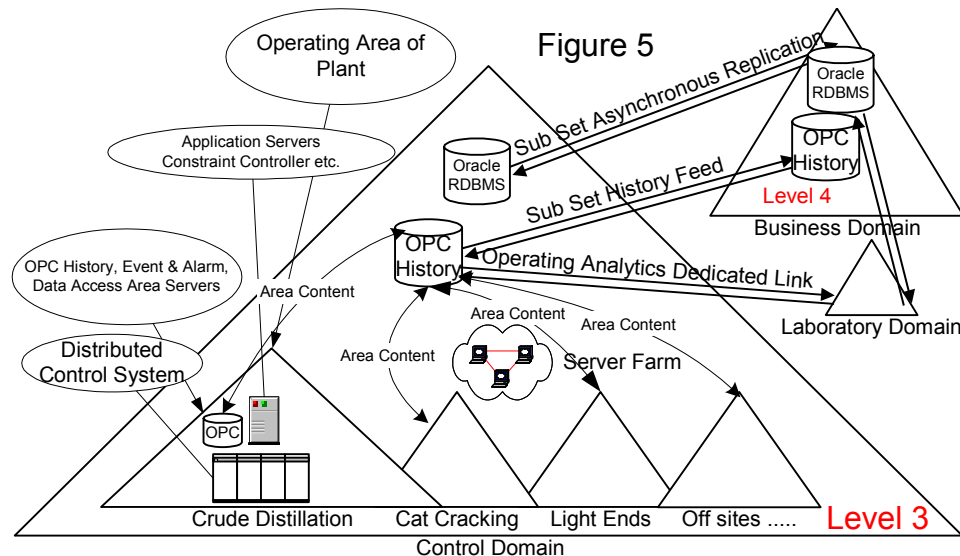 Figure 5
Operating Area of
Plant
Application Servers
Constraint Controller etc.
OPC History, Event & Alarm,
Data Access Area Servers
Distributed
Control System
Sub Set Asynchronous Replication
Oracle
RDBMS
OPC
History
Level 4
Business Domain
Oracle
RDBMS
Sub Set History Feed
OPC
History
Operating Analytics Dedicated Link
Laboratory Domain
Area Content
Area Content
Area Content
Area Content
Server Farm
OPC
Crude Distillation
Cat Cracking
Light Ends
Off sites .....
Level 3
Control Domain